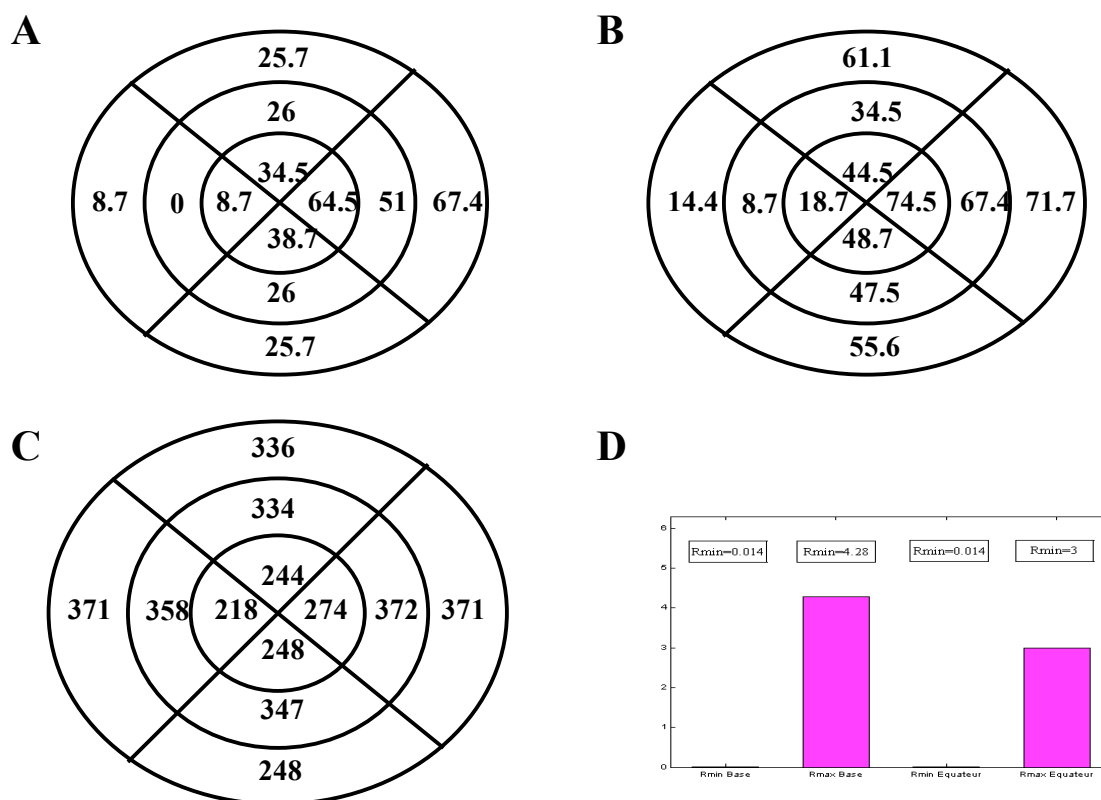 A
25.7
26
34.5
8.7 0 8.7 64.5 51 67.4
38.7
26
25.7
B
61.1
34.5
44.5
14.4 8.7 18.7 74.5 67.4 71.7
48.7
47.5
55.6
C
336
334
244
371 358 218 274 372 371
248
347
248
D
6
Rmin=0.014 Rmin=4.28 Rmin=0.014 Rmin=3
5
4
3
2
1
0
Rmin Base Rmax Base Rmin Equateur Rmax Equateur